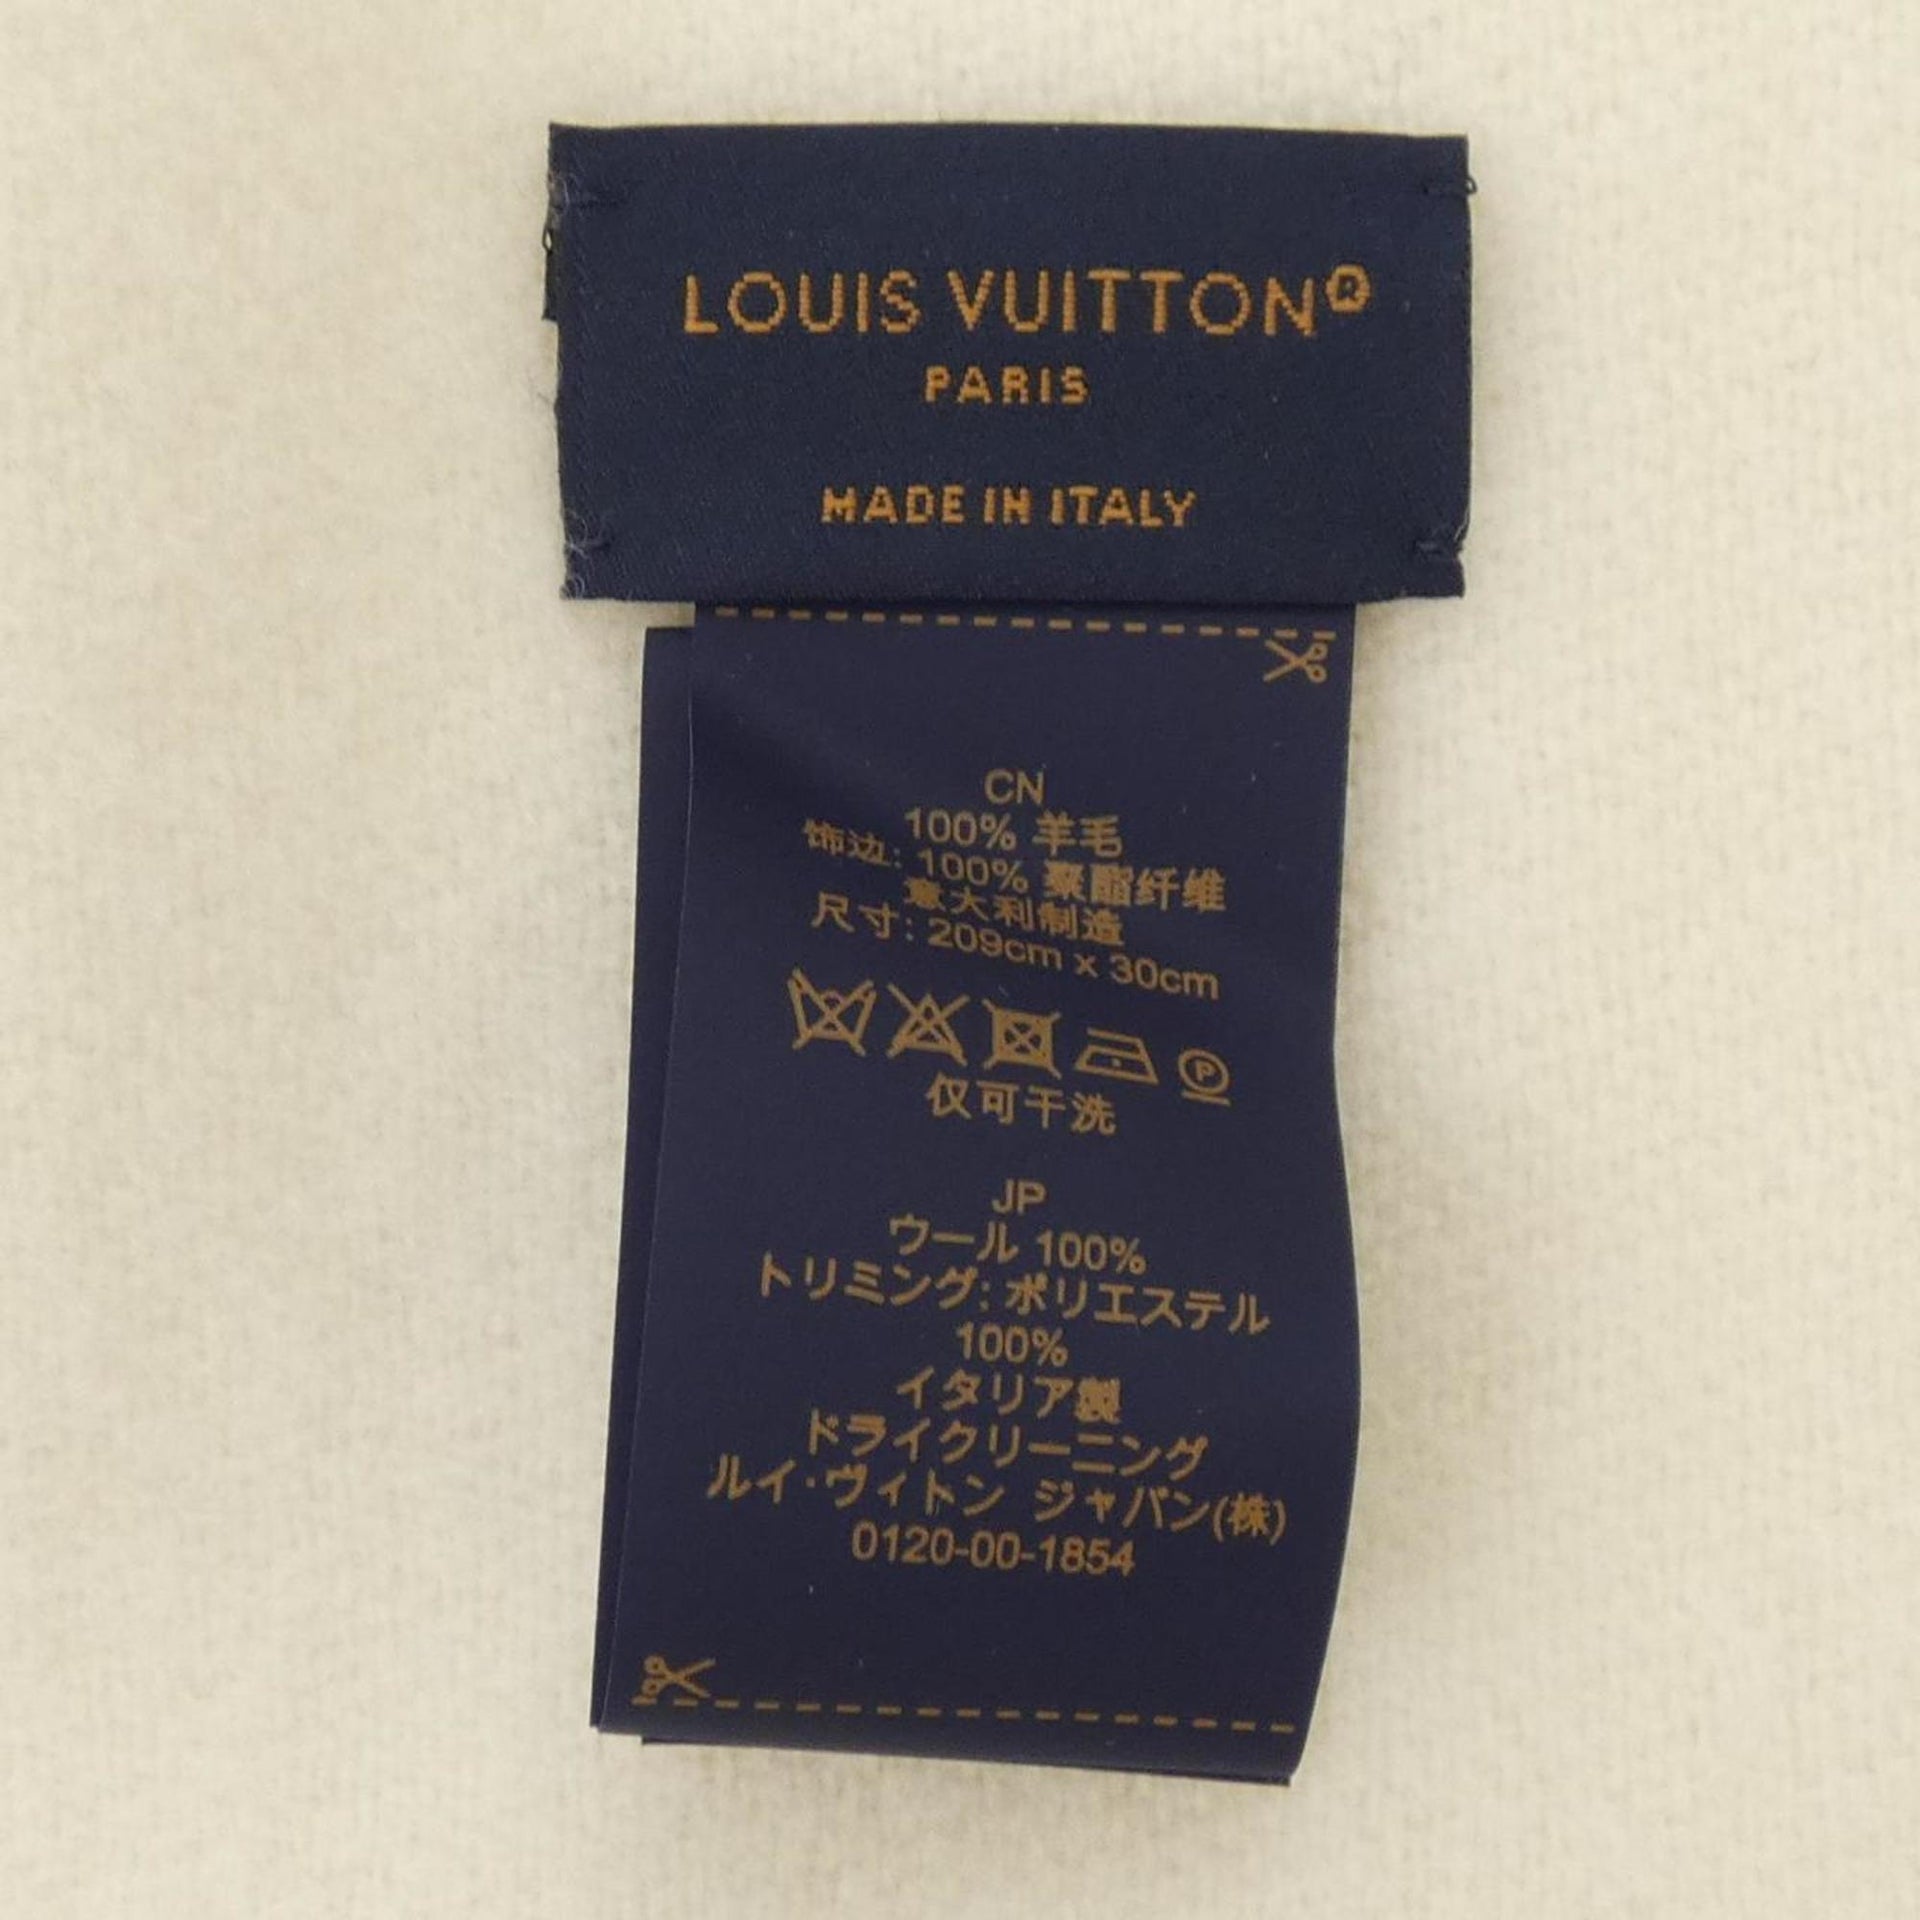 LOUIS VUITTON®
PARIS
MADE IN ITALY
CN
100% 羊毛
饰边: 100% 聚酯纤维
意大利制造
尺寸: 209cm x 30cm
P
仅可干洗
JP
ウール 100%
トリミング: ポリエステル
100%
イタリア製
ドライクリーニング
ルイ・ヴィトン ジャパン(株)
0120-00-1854